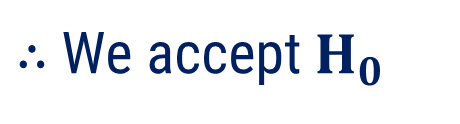 ∴ We accept H₀